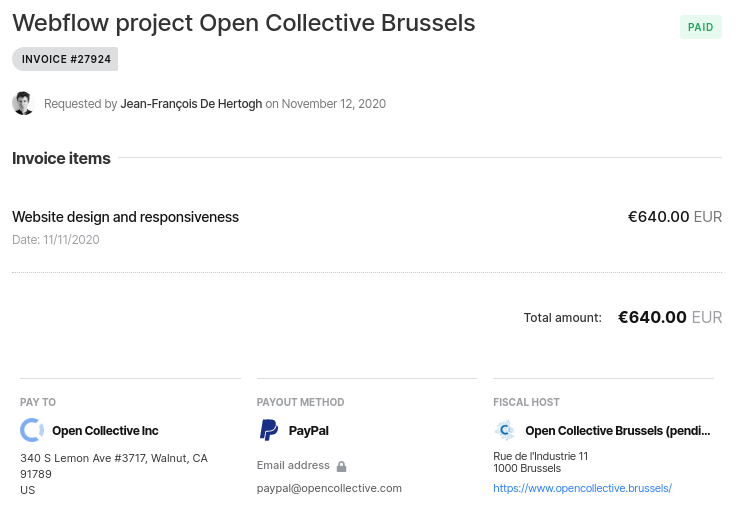 Webflow project Open Collective Brussels
PAID
INVOICE #27924
Requested by Jean-François De Hertogh on November 12, 2020
Invoice items
Website design and responsiveness
€640.00 EUR
Date: 11/11/2020
Total amount: €640.00 EUR
PAY TO
Open Collective Inc
340 S Lemon Ave #3717, Walnut, CA
91789
US
PAYOUT METHOD
PayPal
Email address
paypal@opencollective.com
FISCAL HOST
Open Collective Brussels (pendi...
Rue de l'Industrie 11
1000 Brussels
https://www.opencollective.brussels/